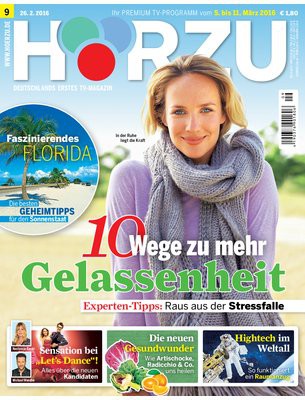 9
26. 2. 2016
Ihr PREMIUM TV-PROGRAMM vom 5. bis 11. März 2016 € 1,80
WWW.HOERZU.DE
HÖRZU
DEUTSCHLANDS ERSTES TV-MAGAZIN
Faszinierendes
FLORIDA
Die besten
GEHEIMTIPPS
für den Sonnenstaat
In der Ruhe
liegt die Kraft
10 Wege zu mehr
Gelassenheit
Experten-Tipps: Raus aus der Stressfalle
Sensation bei
„Let's Dance"!
Alles über die neuen
Kandidaten
Die neuen
Gesundwunder
Wie Artischocke,
Radicchio & Co.
uns heilen
Hightech im
Weltall
So funktioniert
ein Raumanzug